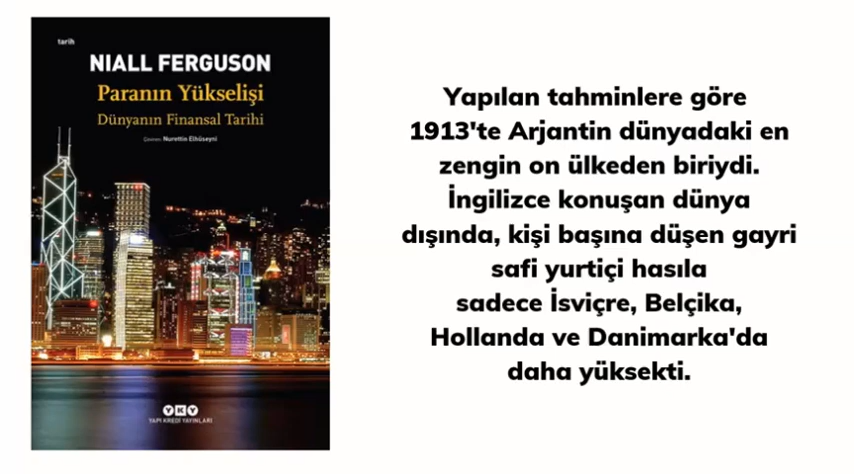 tarih
NIALL FERGUSON
Paranın Yükselişi
Dünyanın Finansal Tarihi
Çeviren: Nurettin Elhüseyni
YKY
YAPI KREDİ YAYINLARI
Yapılan tahminlere göre
1913'te Arjantin dünyadaki en
zengin on ülkeden biriydi.
İngilizce konuşan dünya
dışında, kişi başına düşen gayri
safi yurtiçi hasıla
sadece İsviçre, Belçika,
Hollanda ve Danimarka'da
daha yüksekti.